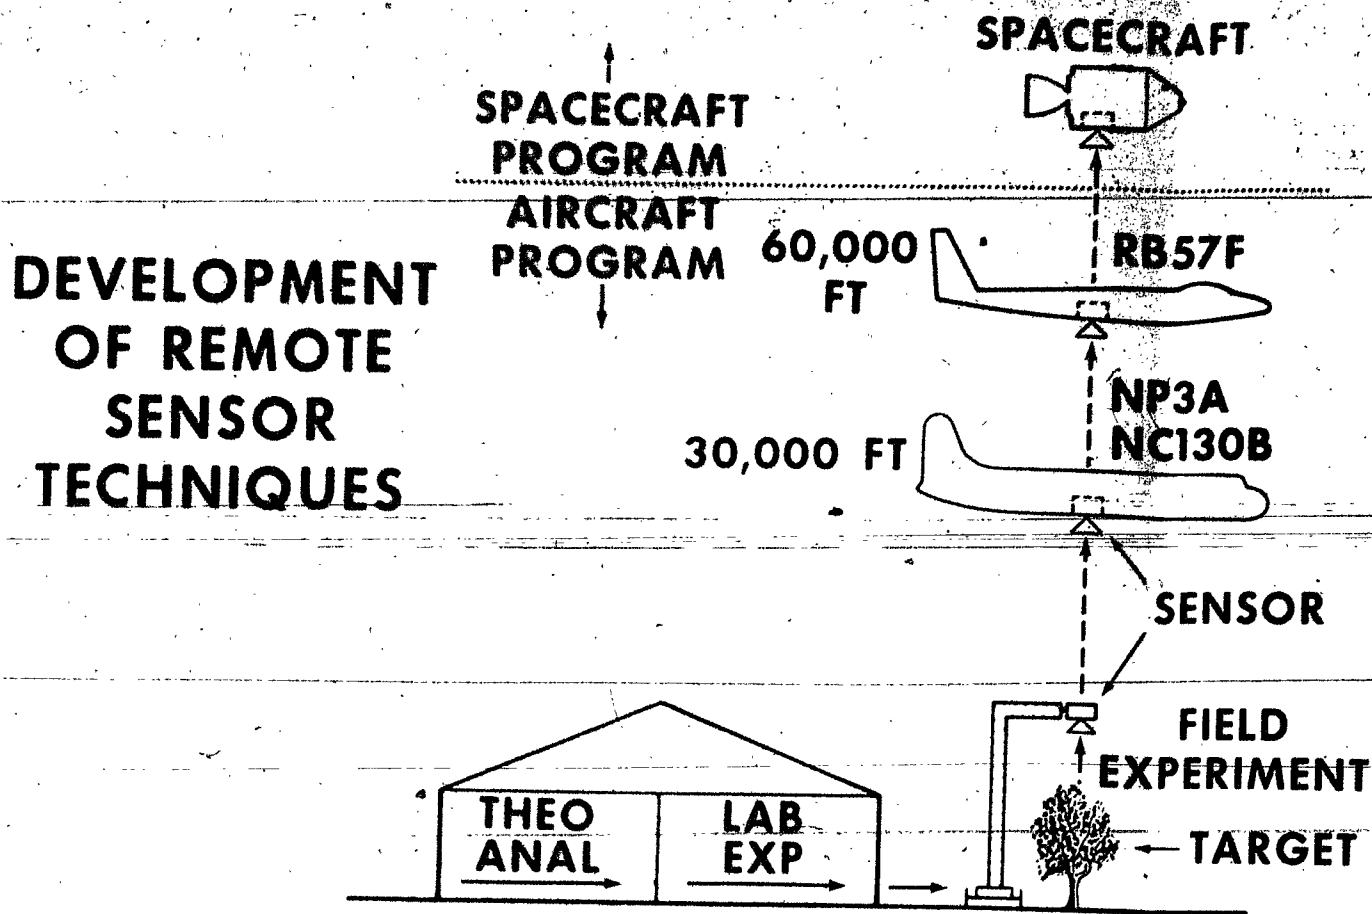 SPACECRAFT
SPACECRAFT
PROGRAM
AIRCRAFT
PROGRAM
60,000
FT
RB57F
DEVELOPMENT
OF REMOTE
SENSOR
TECHNIQUES
NP3A
NC130B
30,000 FT
SENSOR
FIELD
EXPERIMENT
THEO
ANAL
LAB
EXP
TARGET